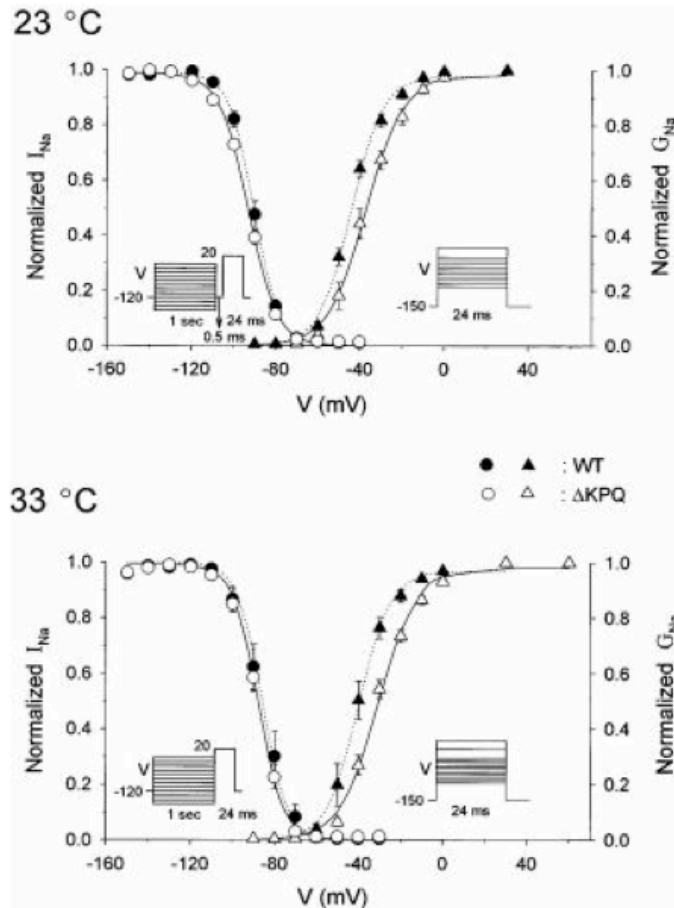 23 °C
Normalized I_Na
Normalized G_Na
1.0
0.8
0.6
0.4
0.2
0.0
1.0
0.8
0.6
0.4
0.2
0.0
20
V
-120
1 sec
24 ms
0.5 ms
V
-150
24 ms
-160
-120
-80
-40
0
40
V (mV)
● ▲ : WT
○ △ : ΔKPQ
33 °C
Normalized I_Na
Normalized G_Na
1.0
0.8
0.6
0.4
0.2
0.0
1.0
0.8
0.6
0.4
0.2
0.0
20
V
-120
1 sec
24 ms
V
-150
24 ms
-160
-120
-80
-40
0
40
V (mV)